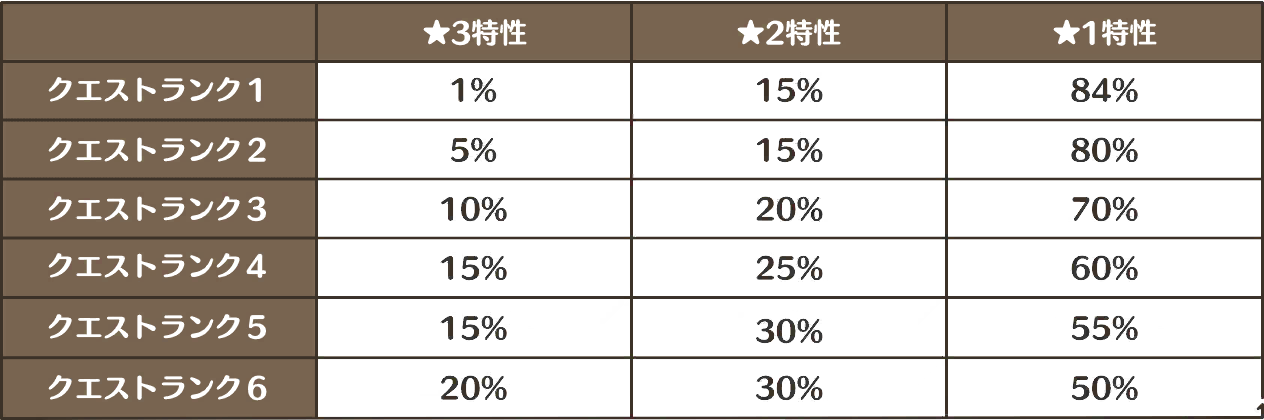 ★3特性 ★2特性 ★1特性
クエストランク1 1% 15% 84%
クエストランク2 5% 15% 80%
クエストランク3 10% 20% 70%
クエストランク4 15% 25% 60%
クエストランク5 15% 30% 55%
クエストランク6 20% 30% 50%